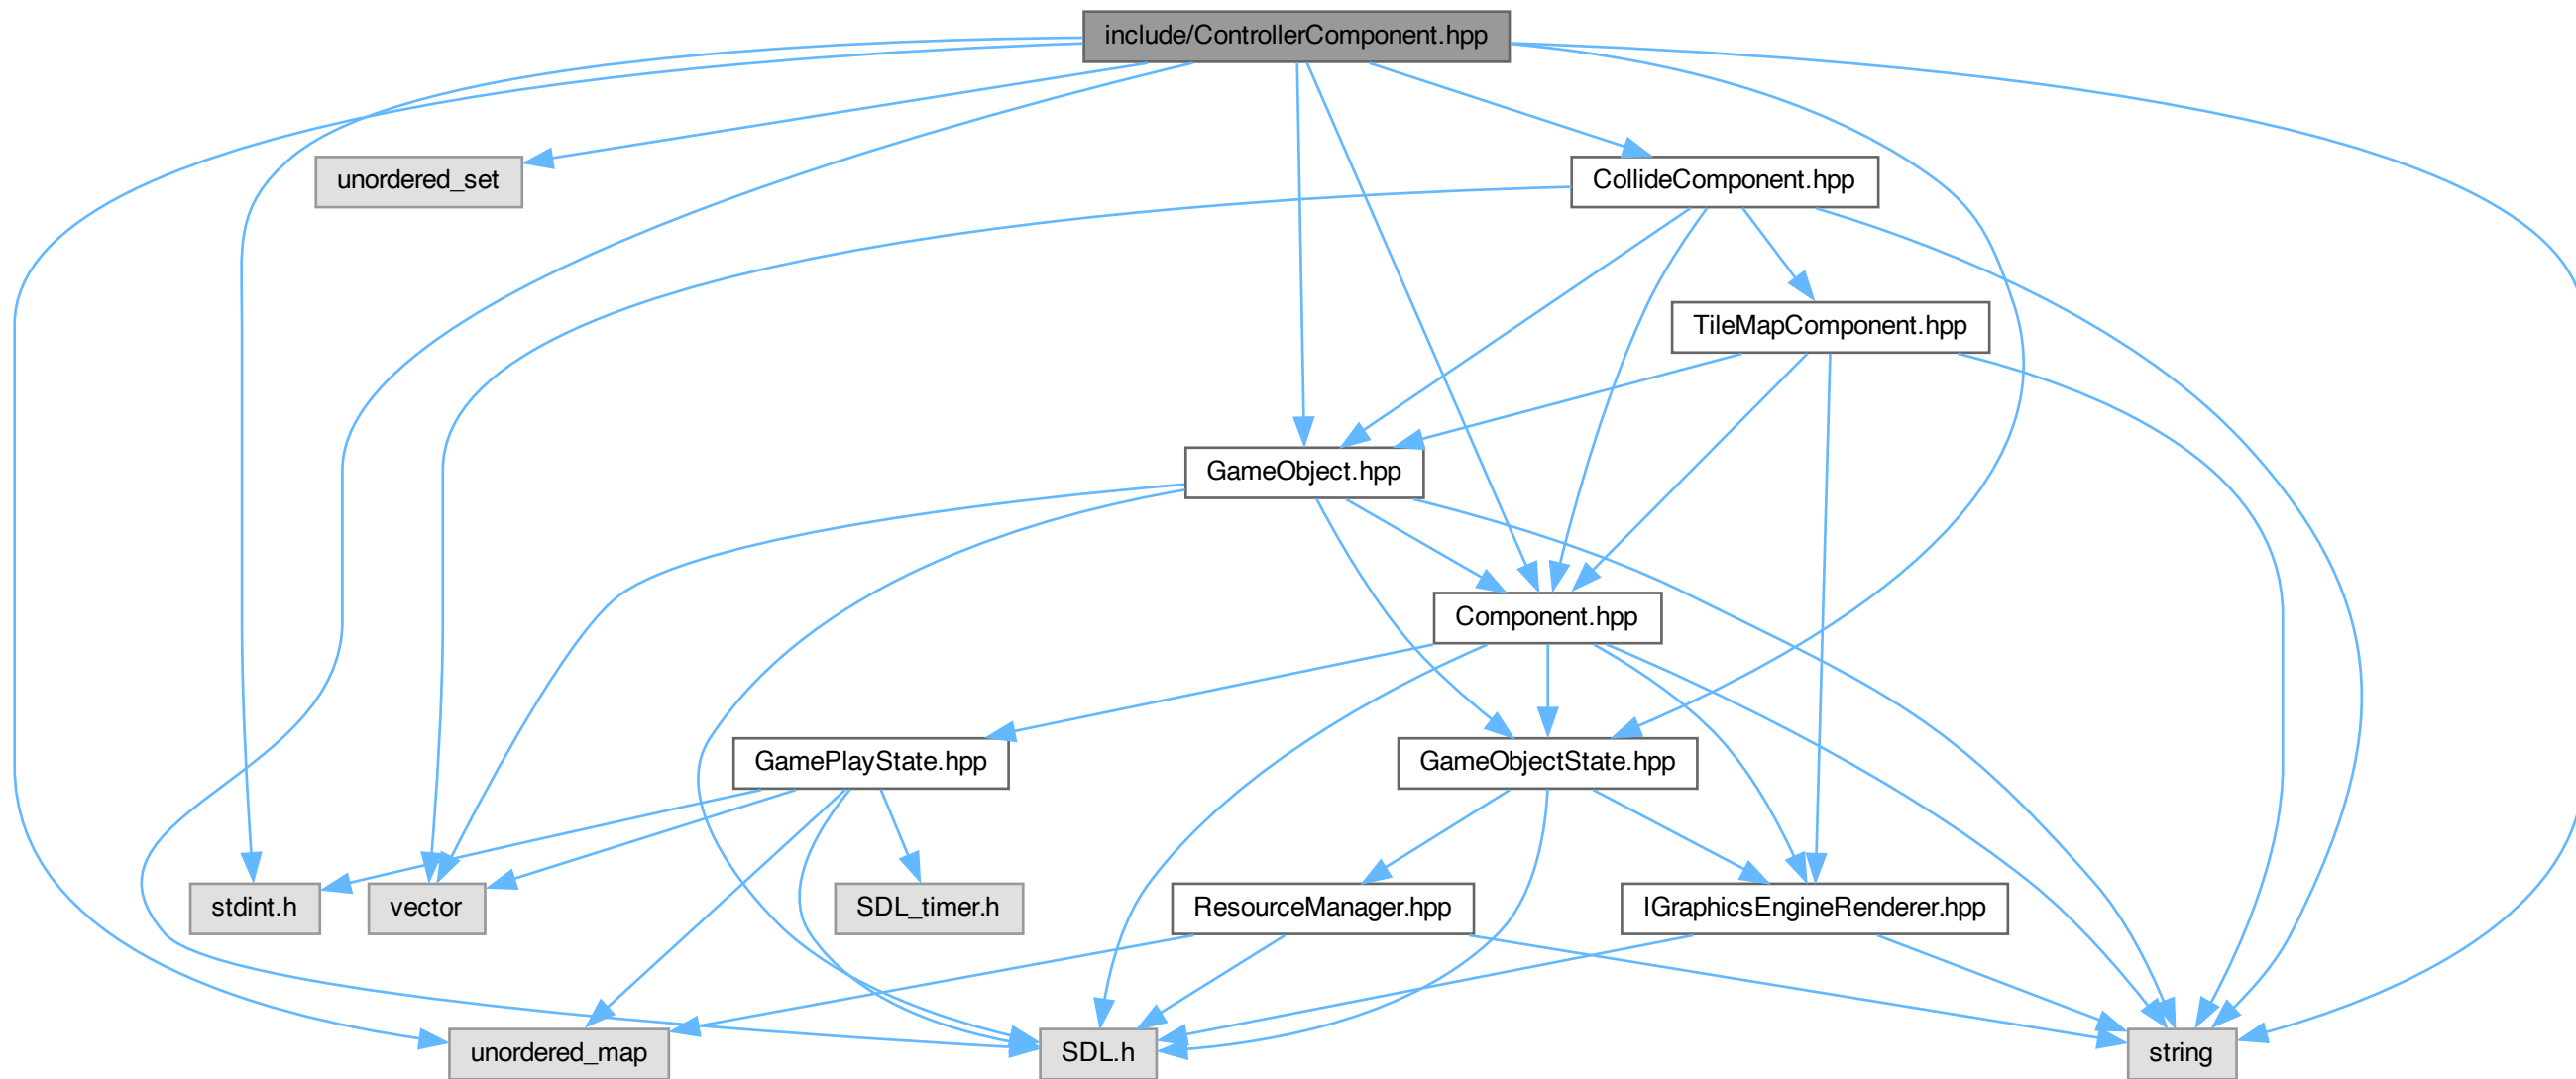 include/ControllerComponent.hpp
unordered_set
CollideComponent.hpp
TileMapComponent.hpp
GameObject.hpp
Component.hpp
GamePlayState.hpp
GameObjectState.hpp
stdint.h
vector
SDL_timer.h
ResourceManager.hpp
IGraphicsEngineRenderer.hpp
unordered_map
SDL.h
string